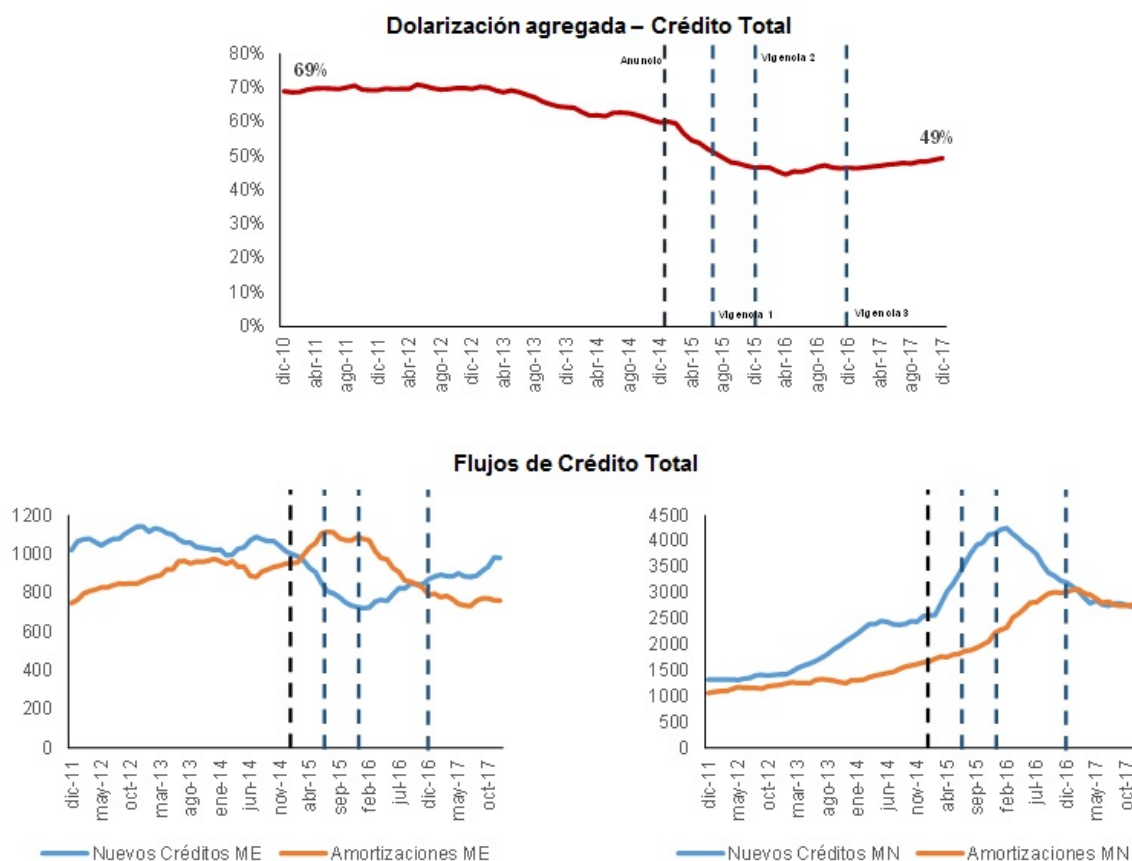 Dolarización agregada – Crédito Total
80%
70%
60%
50%
40%
30%
20%
10%
0%
69%
Anuncio
Vigencia 2
49%
Vigencia 1
Vigencia 3
dic-10
abr-11
ago-11
dic-11
abr-12
ago-12
dic-12
abr-13
ago-13
dic-13
abr-14
ago-14
dic-14
abr-15
ago-15
dic-15
abr-16
ago-16
dic-16
abr-17
ago-17
dic-17
Flujos de Crédito Total
1200
1000
800
600
400
200
0
dic-11
may-12
oct-12
mar-13
ago-13
ene-14
jun-14
nov-14
abr-15
sep-15
feb-16
jul-16
dic-16
may-17
oct-17
Nuevos Créditos ME
Amortizaciones ME
4500
4000
3500
3000
2500
2000
1500
1000
500
0
dic-11
may-12
oct-12
mar-13
ago-13
ene-14
jun-14
nov-14
abr-15
sep-15
feb-16
jul-16
dic-16
may-17
oct-17
Nuevos Créditos MN
Amortizaciones MN